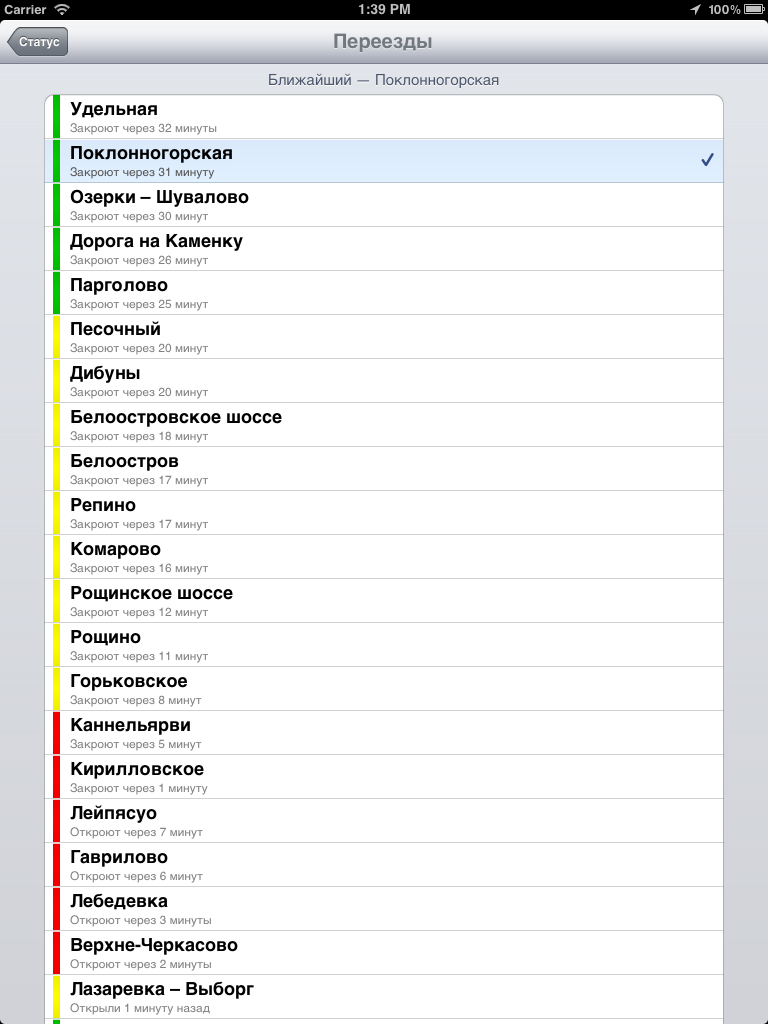 Carrier 1:39 PM 100%
Статус Переезды
Ближайший — Поклонногорская
Удельная
Закроют через 32 минуты
Поклонногорская
Закроют через 31 минуту
Озерки – Шувалово
Закроют через 30 минут
Дорога на Каменку
Закроют через 26 минут
Парголово
Закроют через 25 минут
Песочный
Закроют через 20 минут
Дибуны
Закроют через 20 минут
Белоостровское шоссе
Закроют через 18 минут
Белоостров
Закроют через 17 минут
Репино
Закроют через 17 минут
Комарово
Закроют через 16 минут
Рощинское шоссе
Закроют через 12 минут
Рощино
Закроют через 11 минут
Горьковское
Закроют через 8 минут
Каннельярви
Закроют через 5 минут
Кирилловское
Закроют через 1 минуту
Лейпясуо
Откроют через 7 минут
Гаврилово
Откроют через 6 минут
Лебедевка
Откроют через 3 минуты
Верхне-Черкасово
Откроют через 2 минуты
Лазаревка – Выборг
Открыли 1 минуту назад